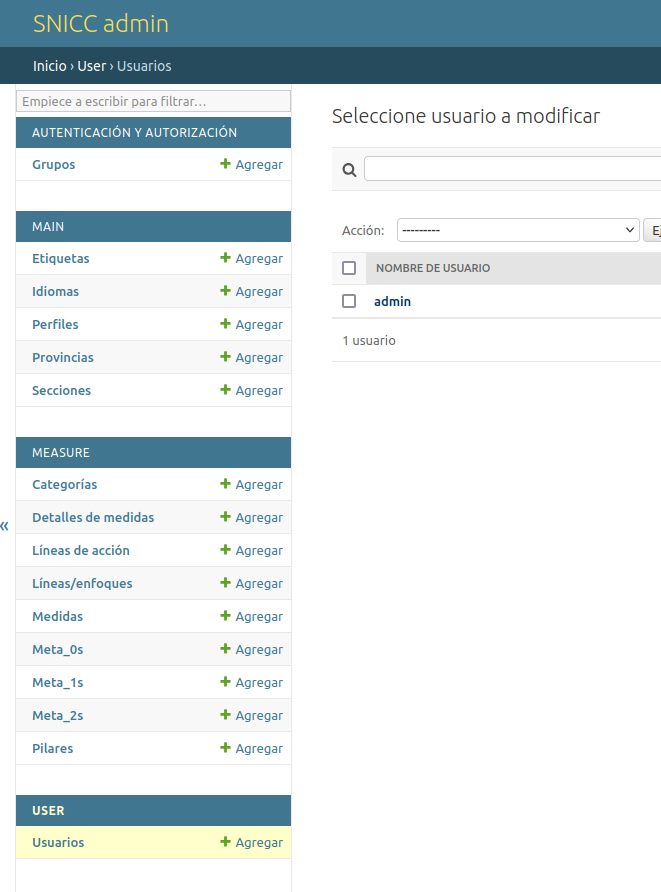 SNICC admin
Inicio › User › Usuarios
Empiece a escribir para filtrar…
AUTENTICACIÓN Y AUTORIZACIÓN
Grupos Agregar
MAIN
Etiquetas Agregar
Idiomas Agregar
Perfiles Agregar
Provincias Agregar
Secciones Agregar
MEASURE
Categorías Agregar
Detalles de medidas Agregar
Líneas de acción Agregar
Líneas/enfoques Agregar
Medidas Agregar
Meta_0s Agregar
Meta_1s Agregar
Meta_2s Agregar
Pilares Agregar
USER
Usuarios Agregar
«
Seleccione usuario a modificar
Acción: ---------
NOMBRE DE USUARIO
admin
1 usuario